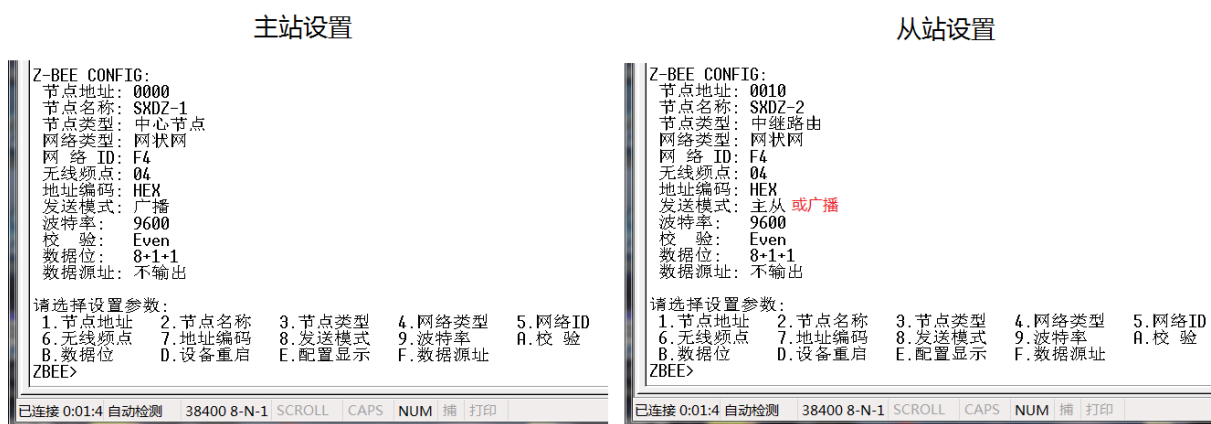 主站设置
Z-BEE CONFIG:
节点地址: 0000
节点名称: SXDZ-1
节点类型: 中心节点
网络类型: 网状网
网 络 ID: F4
无线频点: 04
地址编码: HEX
发送模式: 广播
波特率: 9600
校 验: Even
数据位: 8+1+1
数据源址: 不输出
请选择设置参数:
1.节点地址 2.节点名称 3.节点类型 4.网络类型 5.网络ID
6.无线频点 7.地址编码 8.发送模式 9.波特率 A.校 验
B.数据位 D.设备重启 E.配置显示 F.数据源址
ZBEE>
已连接 0:01:4 自动检测 38400 8-N-1 SCROLL CAPS NUM 捕 打印
从站设置
Z-BEE CONFIG:
节点地址: 0010
节点名称: SXDZ-2
节点类型: 中继路由
网络类型: 网状网
网 络 ID: F4
无线频点: 04
地址编码: HEX
发送模式: 主从 或广播
波特率: 9600
校 验: Even
数据位: 8+1+1
数据源址: 不输出
请选择设置参数:
1.节点地址 2.节点名称 3.节点类型 4.网络类型 5.网络ID
6.无线频点 7.地址编码 8.发送模式 9.波特率 A.校 验
B.数据位 D.设备重启 E.配置显示 F.数据源址
ZBEE>
已连接 0:01:4 自动检测 38400 8-N-1 SCROLL CAPS NUM 捕 打印